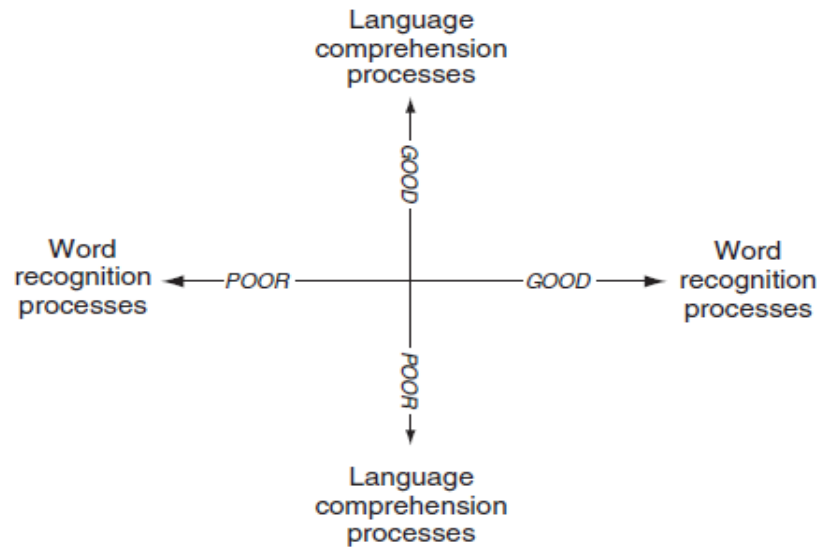 Language
comprehension
processes
GOOD
Word
recognition
processes
POOR
GOOD
Word
recognition
processes
POOR
Language
comprehension
processes